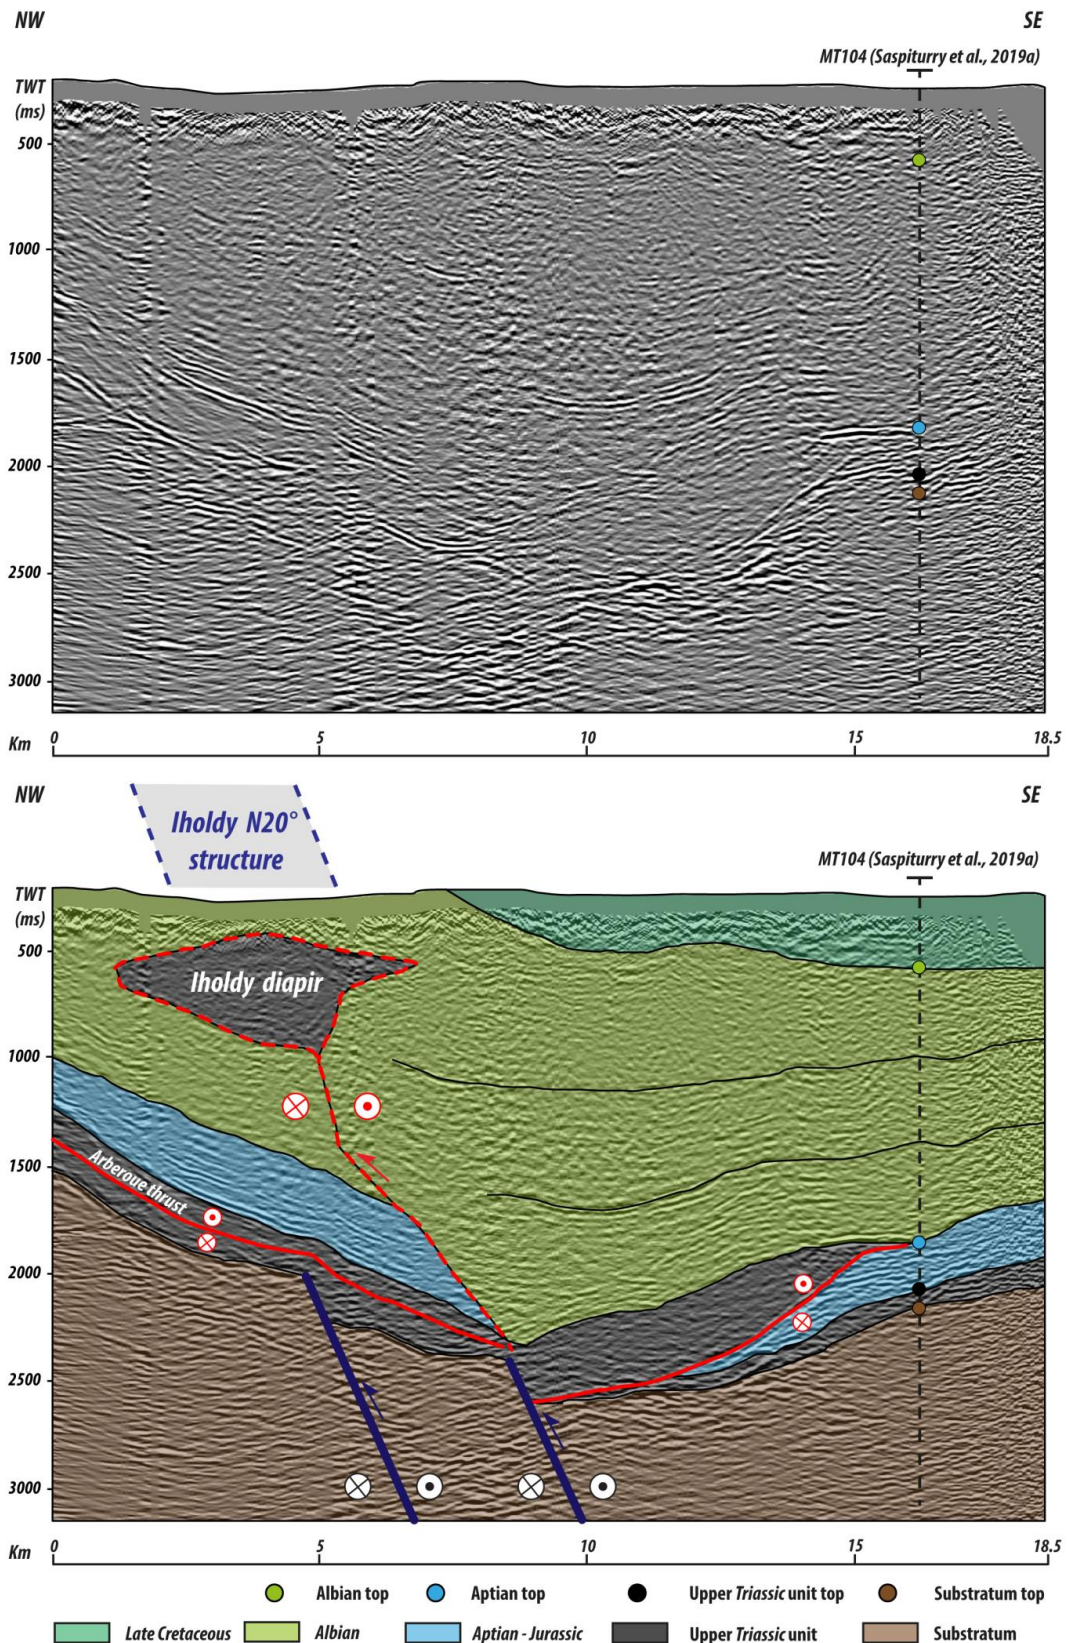 NW SE
MT104 (Saspiturry et al., 2019a)
TWT
(ms)
500
1000
1500
2000
2500
3000
Km 0 5 10 15 18.5
NW SE
Iholdy N20°
structure
MT104 (Saspiturry et al., 2019a)
TWT
(ms)
500
Iholdy diapir
1000
1500
Arberoue thrust
2000
2500
3000
Km 0 5 10 15 18.5
Albian top Aptian top Upper Triassic unit top Substratum top
Late Cretaceous Albian Aptian - Jurassic Upper Triassic unit Substratum